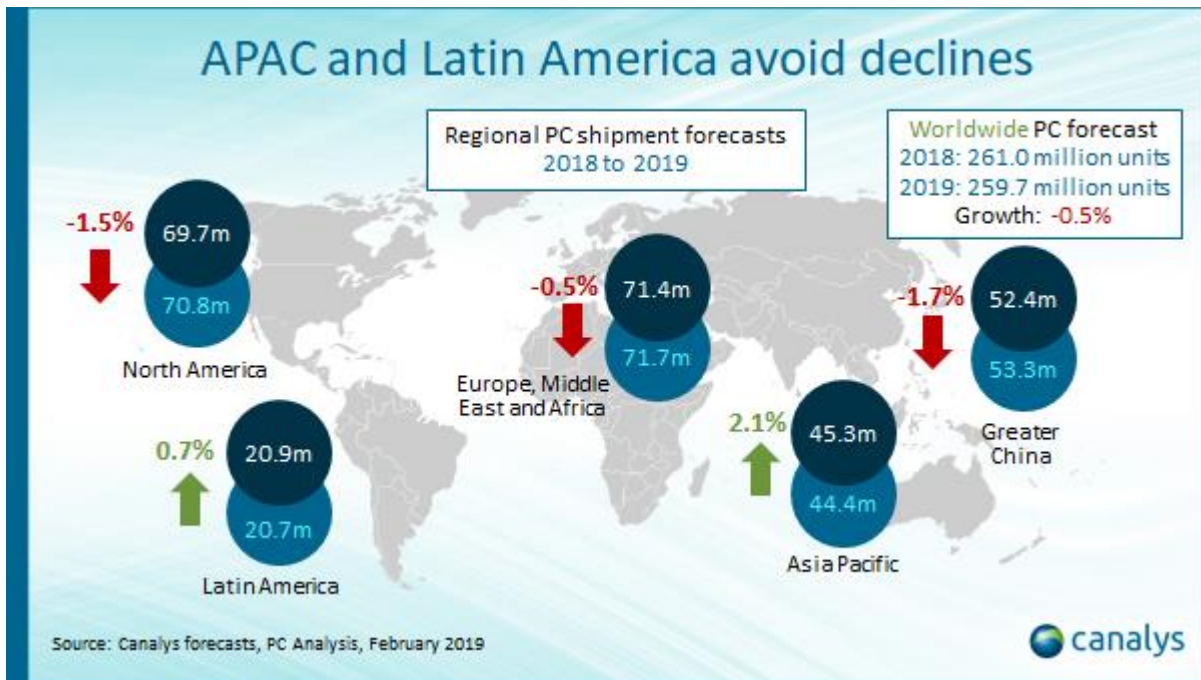 APAC and Latin America avoid declines
Regional PC shipment forecasts
2018 to 2019
Worldwide PC forecast
2018: 261.0 million units
2019: 259.7 million units
Growth: -0.5%
-1.5%
69.7m
70.8m
North America
-0.5%
71.4m
71.7m
Europe, Middle
East and Africa
-1.7%
52.4m
53.3m
Greater
China
0.7%
20.9m
20.7m
Latin America
2.1%
45.3m
44.4m
Asia Pacific
Source: Canalys forecasts, PC Analysis, February 2019
canalys